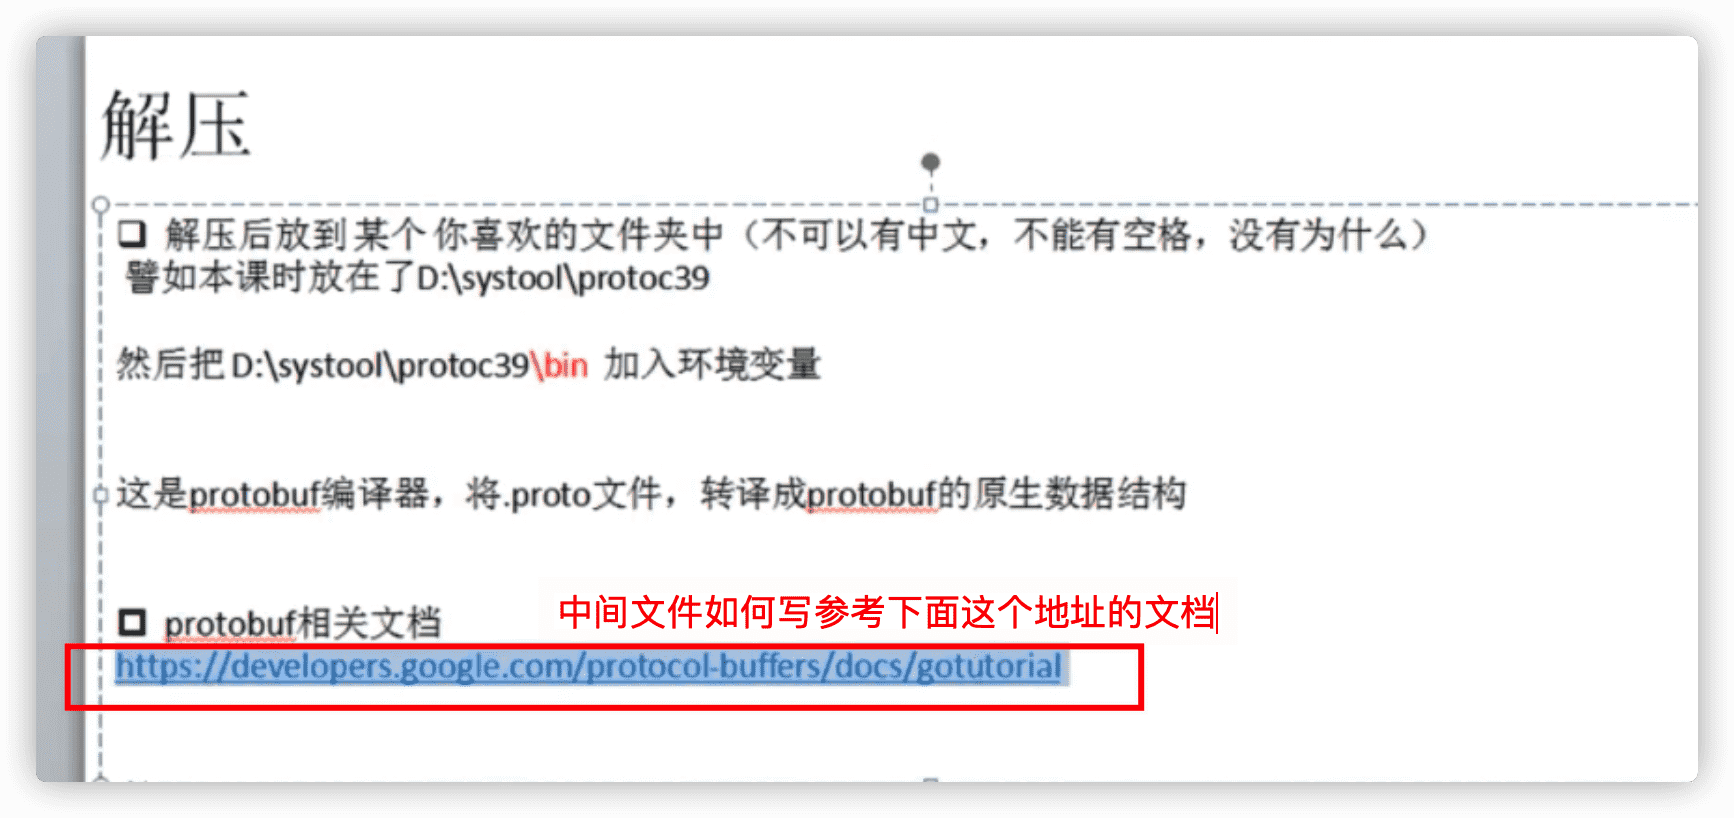 解压
解压后放到 某个 你喜欢的文件夹中（不可以有中文，不能有空格，没有为什么）
譬如本课时放在了D:\systool\protoc39
然后把 D:\systool\protoc39\bin 加入环境变量
这是protobuf编译器，将.proto文件，转译成protobuf的原生数据结构
中间文件如何写参考下面这个地址的文档
protobuf相关文档
https://developers.google.com/protocol-buffers/docs/gotutorial